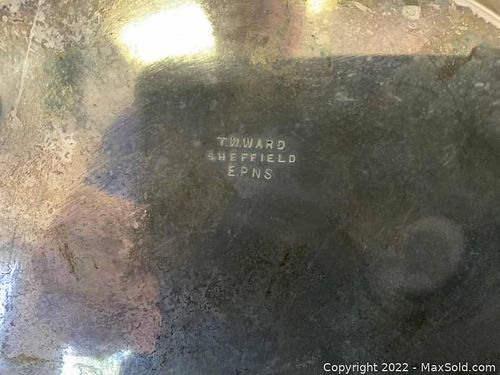 T.W.WARD
SHEFFIELD
EPNS
Copyright © 2022 - MaxSold.com